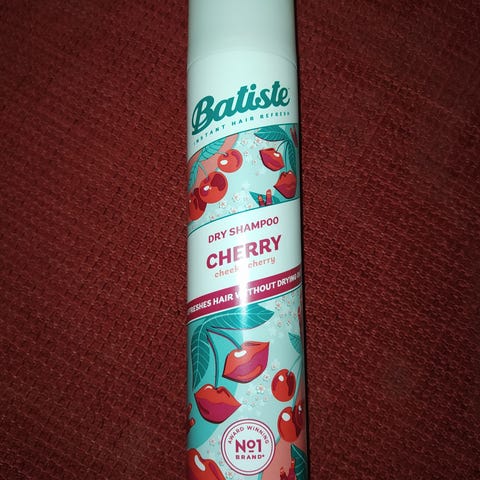 Batiste
INSTANT HAIR REFRESH
DRY SHAMPOO
CHERRY
cheeky cherry
REFRESHES HAIR WITHOUT DRYING
AWARD WINNING
Nº1
BRAND*